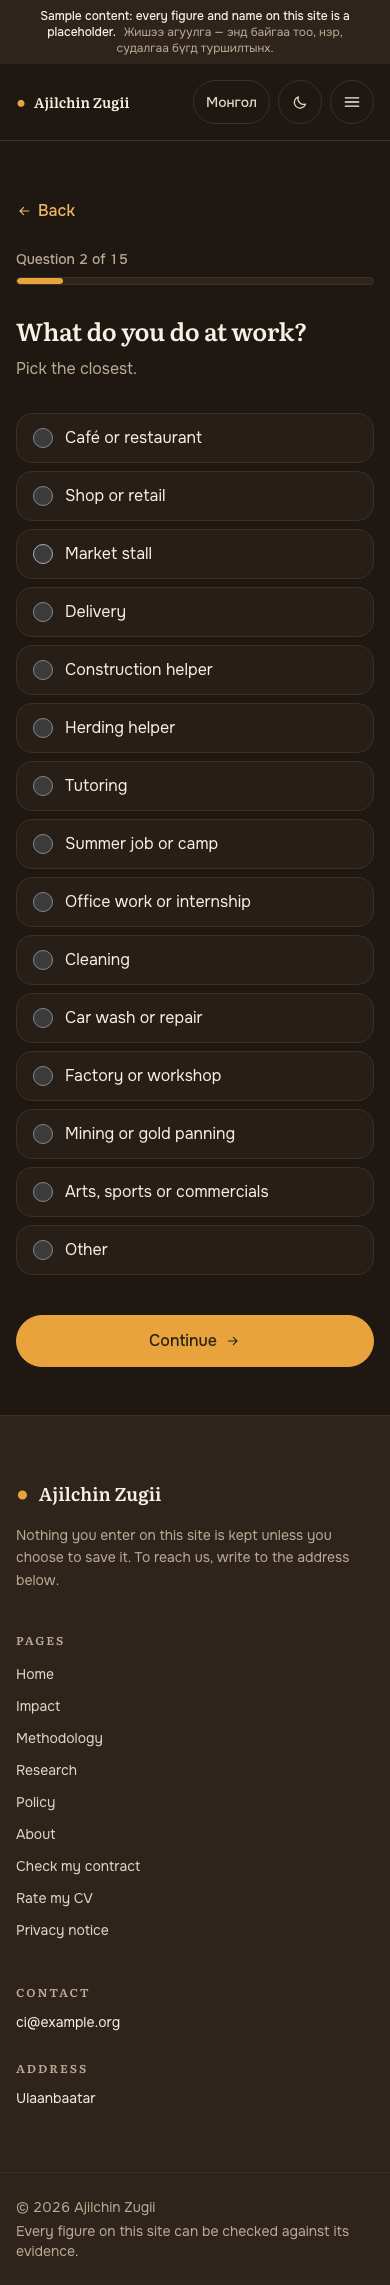 Sample content: every figure and name on this site is a
placeholder. Жишээ агуулга — энд байгаа тоо, нэр,
судалгаа бүгд туршилтынх.
Ajilchin Zugii
Монгол
← Back
Question 2 of 15
What do you do at work?
Pick the closest.
Café or restaurant
Shop or retail
Market stall
Delivery
Construction helper
Herding helper
Tutoring
Summer job or camp
Office work or internship
Cleaning
Car wash or repair
Factory or workshop
Mining or gold panning
Arts, sports or commercials
Other
Continue →
Ajilchin Zugii
Nothing you enter on this site is kept unless you
choose to save it. To reach us, write to the address
below.
PAGES
Home
Impact
Methodology
Research
Policy
About
Check my contract
Rate my CV
Privacy notice
CONTACT
ci@example.org
ADDRESS
Ulaanbaatar
© 2026 Ajilchin Zugii
Every figure on this site can be checked against its
evidence.